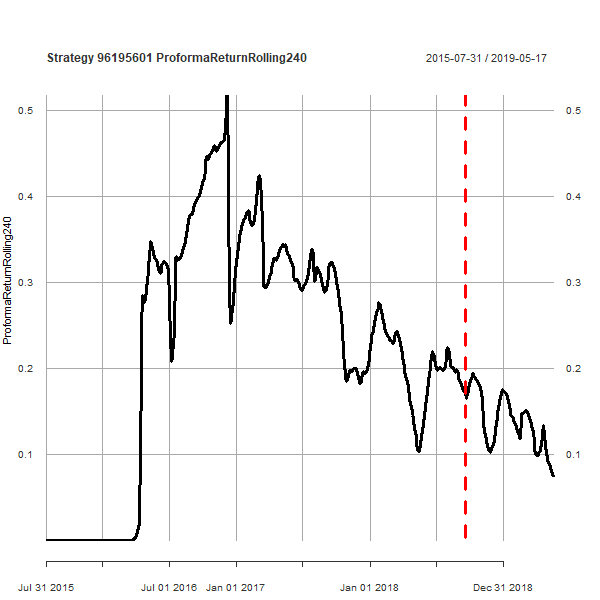 Strategy 96195601 ProformaReturnRolling240
2015-07-31 / 2019-05-17
0.5
0.5
0.4
0.4
0.3
0.3
0.2
0.2
0.1
0.1
ProformaReturnRolling240
Jul 31 2015
Jul 01 2016
Jan 01 2017
Jan 01 2018
Dec 31 2018